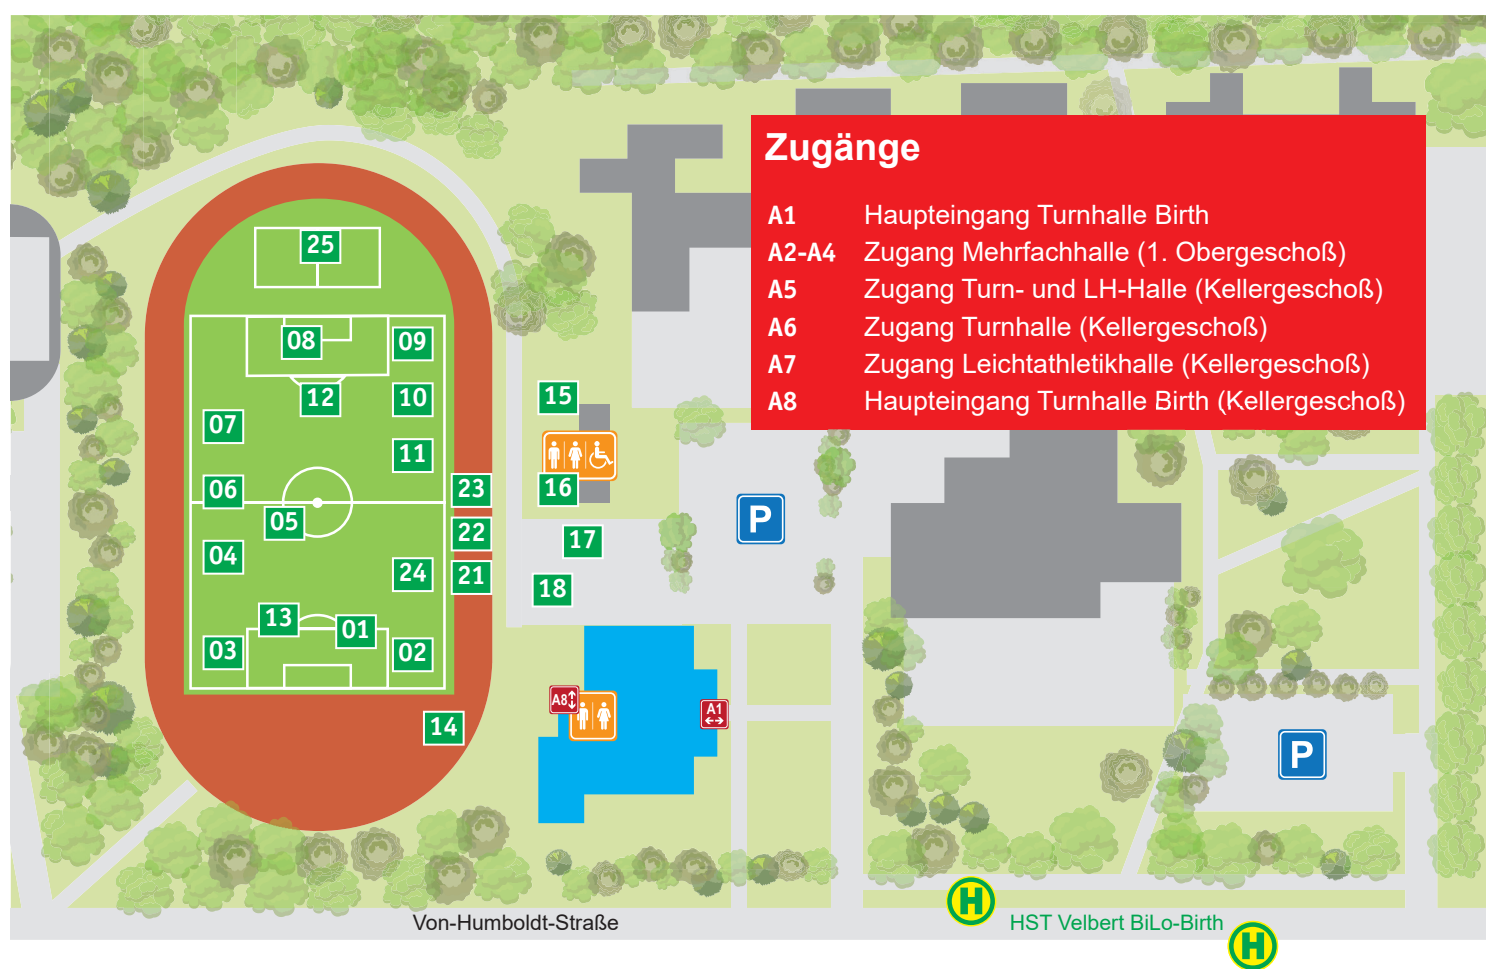 Zugänge
A1 Haupteingang Turnhalle Birth
A2-A4 Zugang Mehrfachhalle (1. Obergeschoß)
A5 Zugang Turn- und LH-Halle (Kellergeschoß)
A6 Zugang Turnhalle (Kellergeschoß)
A7 Zugang Leichtathletikhalle (Kellergeschoß)
A8 Haupteingang Turnhalle Birth (Kellergeschoß)
25
08
09
12
10
15
07
11
06
23
16
P
05
22
17
04
24
21
18
13
01
03
02
A8
A1
14
P
H
Von-Humboldt-Straße
HST Velbert BiLo-Birth
H